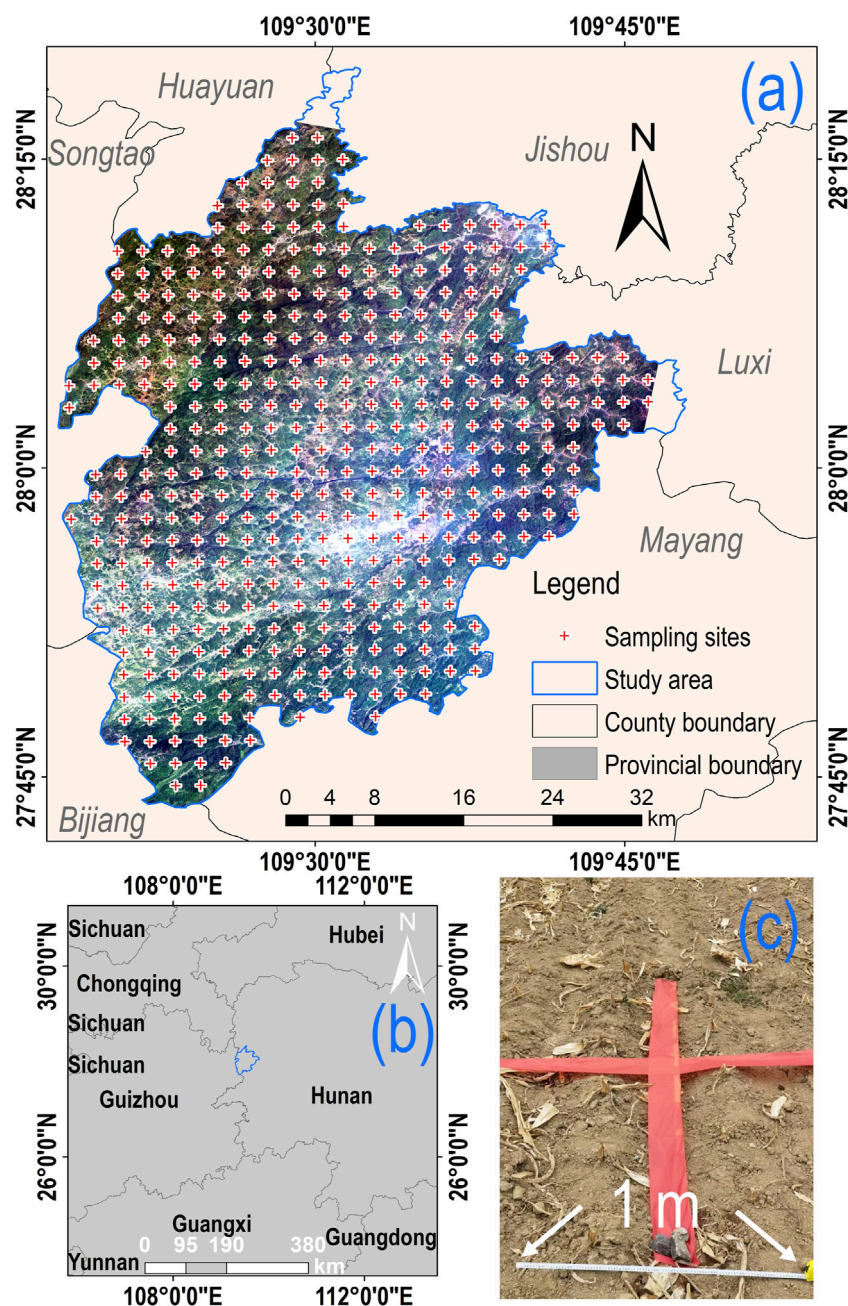 109°30'0"E 109°45'0"E
(a)
Huayuan
N
Songtao
Jishou
28°15'0"N
28°15'0"N
Luxi
28°0'0"N
28°0'0"N
Mayang
Legend
Sampling sites
Study area
County boundary
Provincial boundary
27°45'0"N
27°45'0"N
0 4 8 16 24 32
km
Bijiang
109°30'0"E 109°45'0"E
108°0'0"E 112°0'0"E
Sichuan
Hubei
N
30°0'0"N
30°0'0"N
Chongqing
(b)
Sichuan
Sichuan
Guizhou
Hunan
26°0'0"N
26°0'0"N
Guangxi
Guangdong
Yunnan
0 95 190 380
km
108°0'0"E 112°0'0"E
(c)
1 m